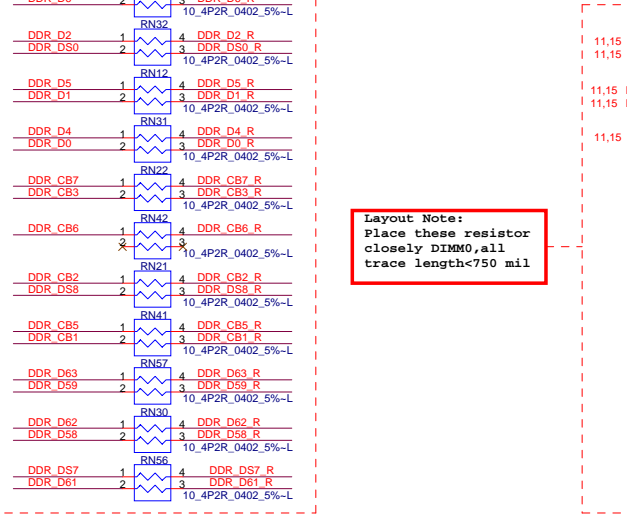 2 3
10_4P2R_0402_5%~L
RN32
DDR_D2 1 4 DDR_D2_R
DDR_DS0 2 3 DDR_DS0_R
10_4P2R_0402_5%~L
RN12
DDR_D5 1 4 DDR_D5_R
DDR_D1 2 3 DDR_D1_R
10_4P2R_0402_5%~L
RN31
DDR_D4 1 4 DDR_D4_R
DDR_D0 2 3 DDR_D0_R
10_4P2R_0402_5%~L
RN22
DDR_CB7 1 4 DDR_CB7_R
DDR_CB3 2 3 DDR_CB3_R
10_4P2R_0402_5%~L
RN42
DDR_CB6 1 4 DDR_CB6_R
2 3
10_4P2R_0402_5%~L
RN21
DDR_CB2 1 4 DDR_CB2_R
DDR_DS8 2 3 DDR_DS8_R
10_4P2R_0402_5%~L
RN41
DDR_CB5 1 4 DDR_CB5_R
DDR_CB1 2 3 DDR_CB1_R
10_4P2R_0402_5%~L
RN57
DDR_D63 1 4 DDR_D63_R
DDR_D59 2 3 DDR_D59_R
10_4P2R_0402_5%~L
RN30
DDR_D62 1 4 DDR_D62_R
DDR_D58 2 3 DDR_D58_R
10_4P2R_0402_5%~L
RN56
DDR_DS7 1 4 DDR_DS7_R
DDR_D61 2 3 DDR_D61_R
10_4P2R_0402_5%~L
Layout Note:
Place these resistor
closely DIMM0,all
trace length<750 mil
11,15
11,15
11,15
11,15
11,15